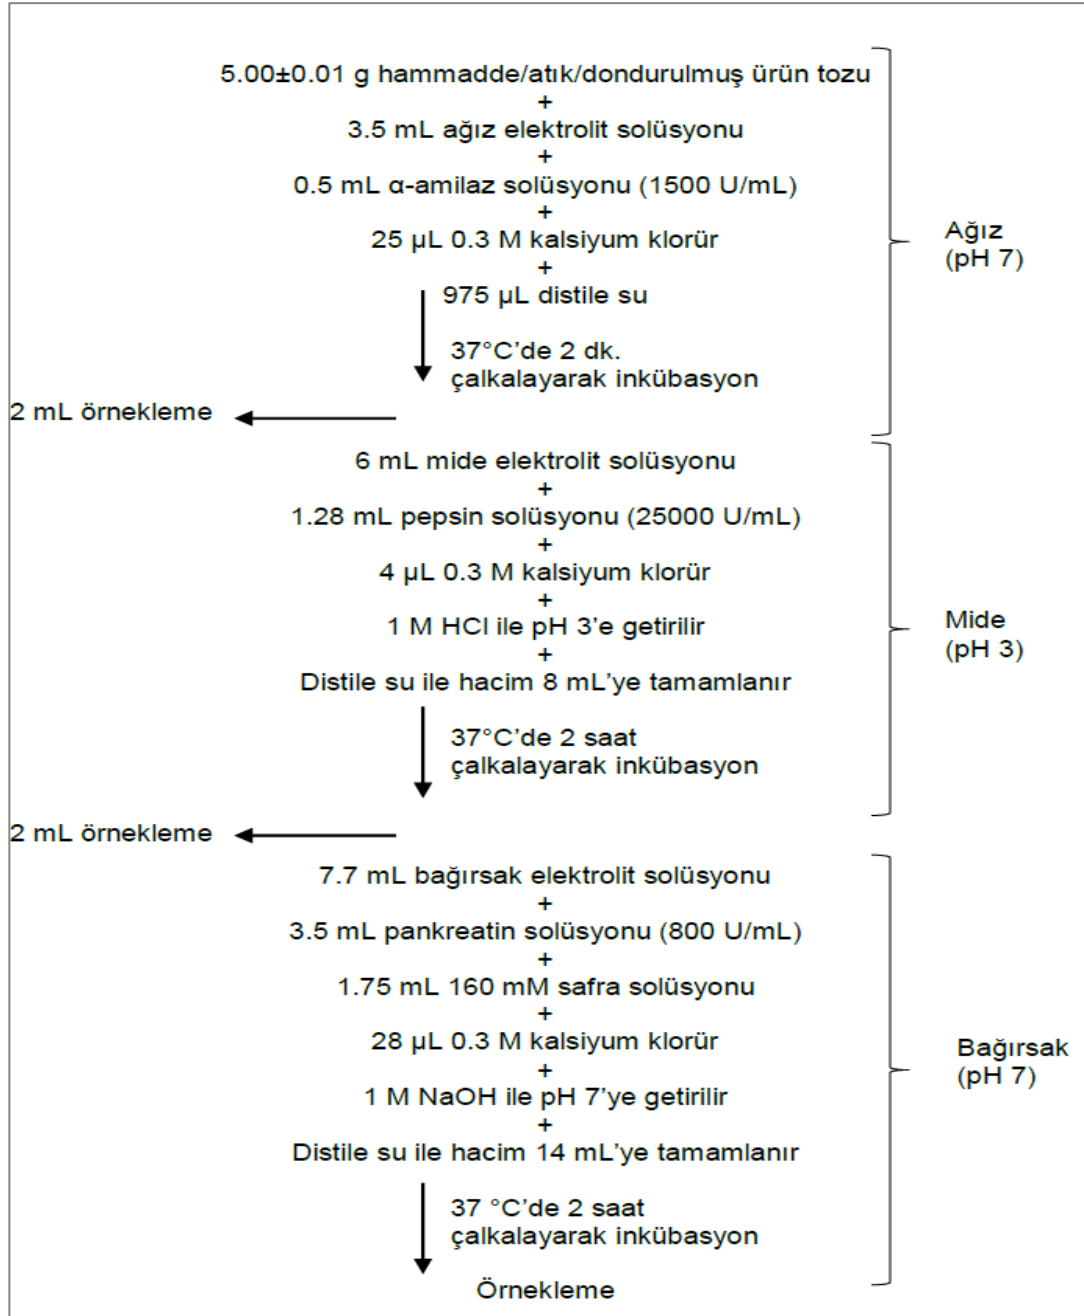 5.00±0.01 g hammadde/atık/dondurulmuş ürün tozu
+
3.5 mL ağız elektrolit solüsyonu
+
0.5 mL α-amilaz solüsyonu (1500 U/mL)
+
25 µL 0.3 M kalsiyum klorür
+
975 µL distile su
37°C'de 2 dk.
çalkalayarak inkübasyon
Ağız
(pH 7)
2 mL örnekleme
6 mL mide elektrolit solüsyonu
+
1.28 mL pepsin solüsyonu (25000 U/mL)
+
4 µL 0.3 M kalsiyum klorür
+
1 M HCl ile pH 3'e getirilir
+
Distile su ile hacim 8 mL'ye tamamlanır
37°C'de 2 saat
çalkalayarak inkübasyon
Mide
(pH 3)
2 mL örnekleme
7.7 mL bağırsak elektrolit solüsyonu
+
3.5 mL pankreatin solüsyonu (800 U/mL)
+
1.75 mL 160 mM safra solüsyonu
+
28 µL 0.3 M kalsiyum klorür
+
1 M NaOH ile pH 7'ye getirilir
+
Distile su ile hacim 14 mL'ye tamamlanır
37 °C'de 2 saat
çalkalayarak inkübasyon
Örnekleme
Bağırsak
(pH 7)